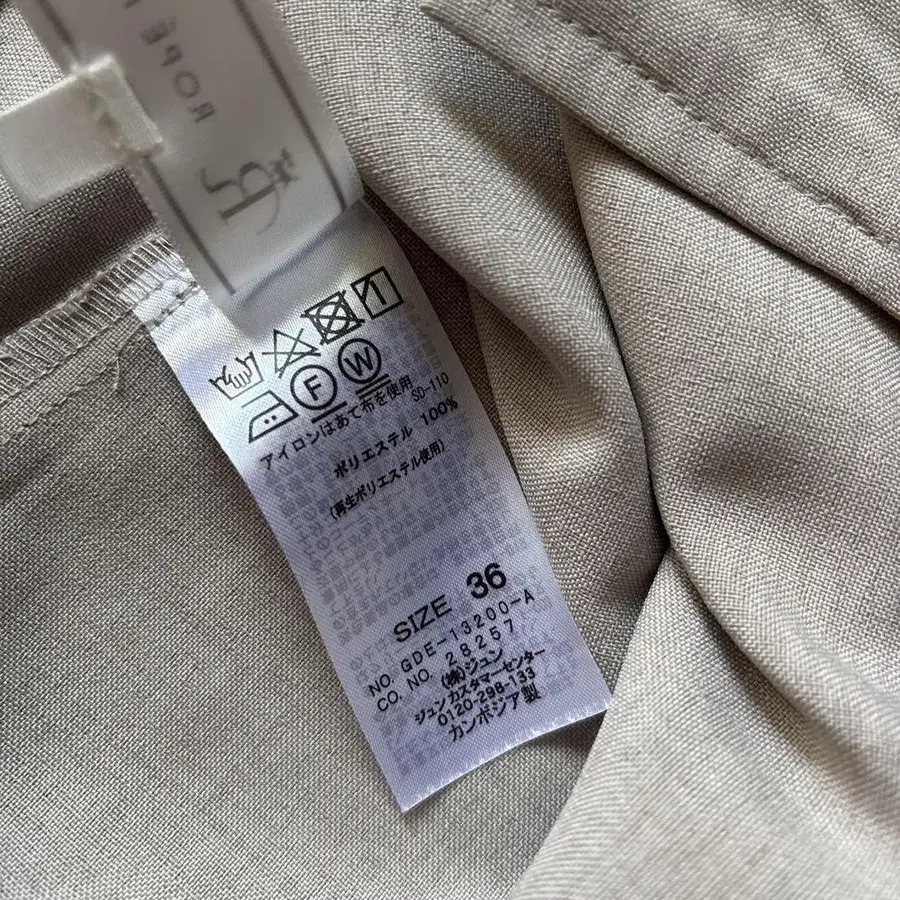 ROPÉ
F W
アイロンはあて布を使用
SD-110
ポリエステル 100%
(再生ポリエステル使用)
SIZE 36
NO. GDE-13200-A
CO. NO. 28257
(株)ジュン
ジュン カスタマーセンター
0120-298-133
カンボジア製